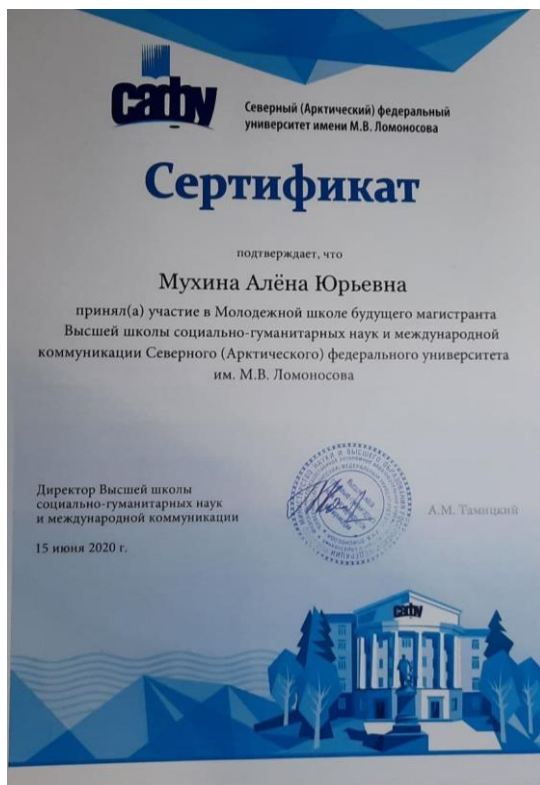 сафу
Северный (Арктический) федеральный
университет имени М.В. Ломоносова
Сертификат
подтверждает, что
Мухина Алёна Юрьевна
принял(а) участие в Молодежной школе будущего магистранта
Высшей школы социально-гуманитарных наук и международной
коммуникации Северного (Арктического) федерального университета
им. М.В. Ломоносова
Директор Высшей школы
социально-гуманитарных наук
и международной коммуникации
А.М. Тамицкий
15 июня 2020 г.
сафу